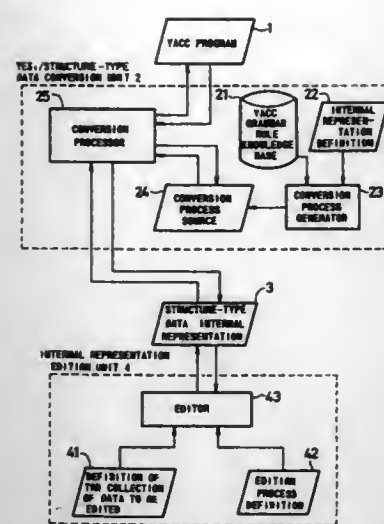 1
YACC PROGRAM
YES./STRUCTURE-TYPE
DATA CONVERSION UNIT 2
25
21
22
CONVERSION
PROCESSOR
YACC
GRAMMAR
RULE
KNOWLEDGE
BASE
INTERNAL
REPRESEN-
TATION
DEFINITION
24
CONVERSION
PROCESS
SOURCE
CONVERSION
PROCESS
GENERATOR
23
3
STRUCTURE-TYPE
DATA INTERNAL
REPRESENTATION
INTERNAL REPRESENTATION
EDITION UNIT 4
43
EDITOR
41
DEFINITION OF
THE COLLECTION
OF DATA TO BE
EDITED
EDITION
PROCESS
DEFINITION
42